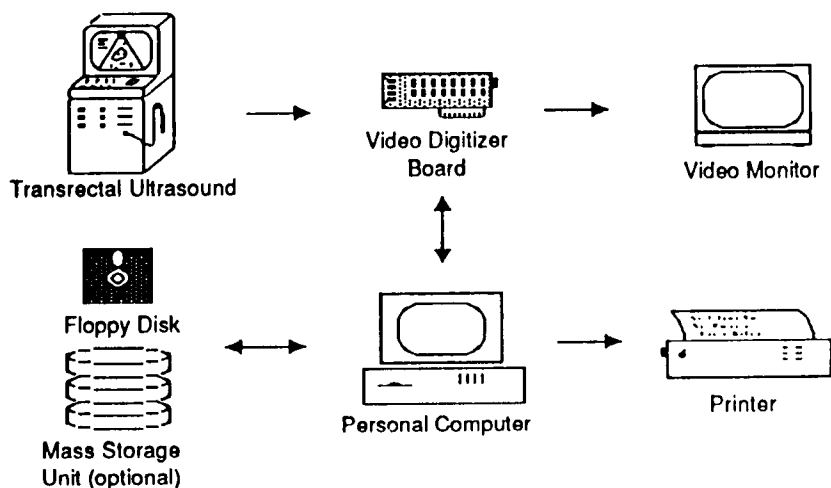 Transrectal Ultrasound
Video Digitizer
Board
Video Monitor
Floppy Disk
Mass Storage
Unit (optional)
Personal Computer
Printer